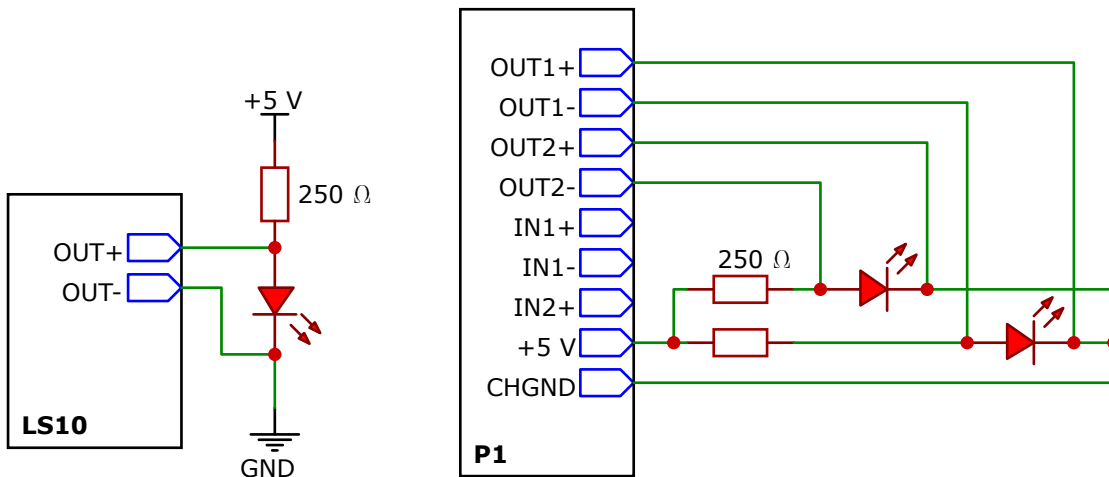 +5 V
250 Ω
OUT+
OUT-
LS10
GND
OUT1+
OUT1-
OUT2+
OUT2-
IN1+
IN1-
IN2+
+5 V
CHGND
P1
250 Ω